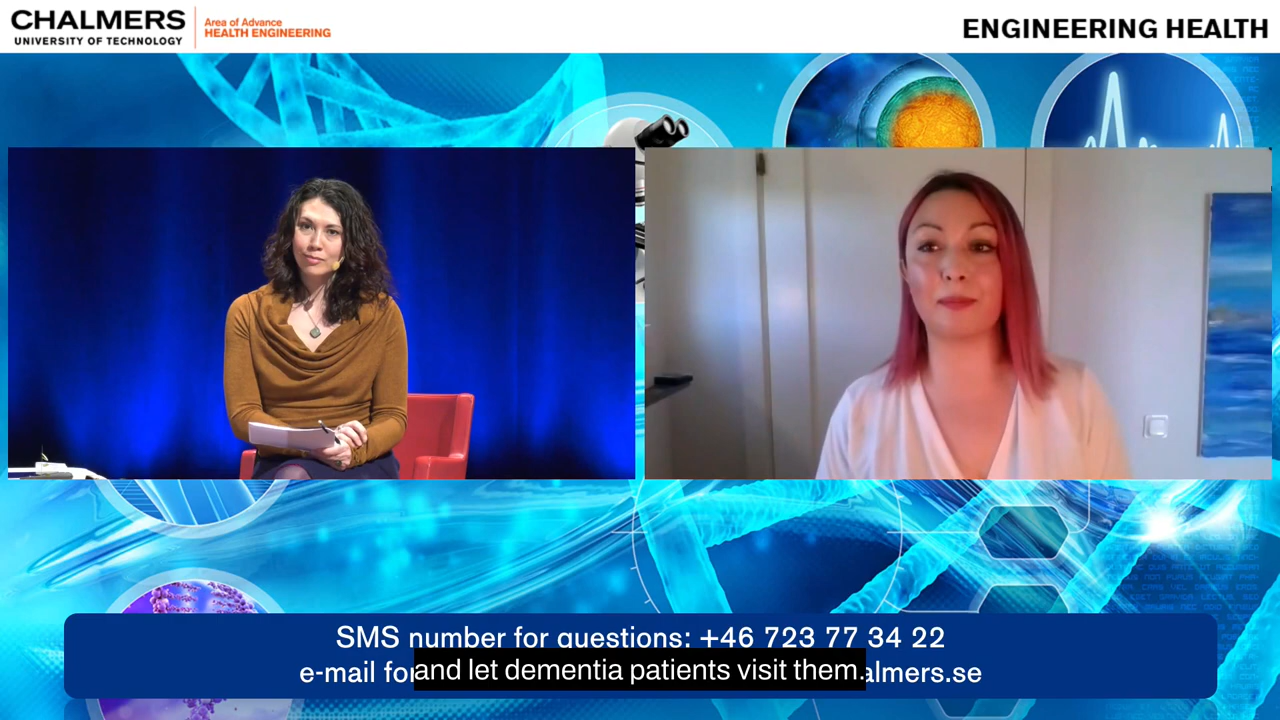 CHALMERS
UNIVERSITY OF TECHNOLOGY
Area of Advance
HEALTH ENGINEERING
ENGINEERING HEALTH
SMS number for questions: +46 723 77 34 22
e-mail for
almers.se
and let dementia patients visit them.